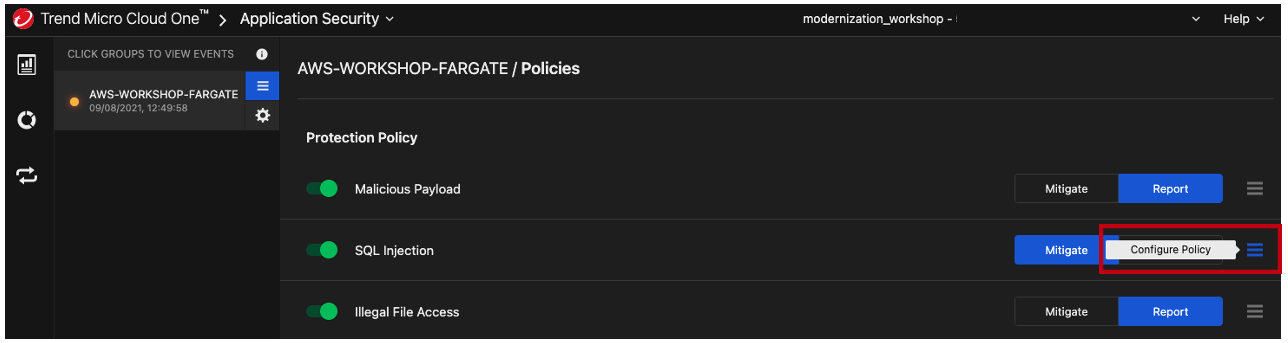 Trend Micro Cloud One™ > Application Security
modernization_workshop -
Help
CLICK GROUPS TO VIEW EVENTS
AWS-WORKSHOP-FARGATE
09/08/2021, 12:49:58
AWS-WORKSHOP-FARGATE / Policies
Protection Policy
Malicious Payload
Mitigate
Report
SQL Injection
Mitigate
Configure Policy
Illegal File Access
Mitigate
Report